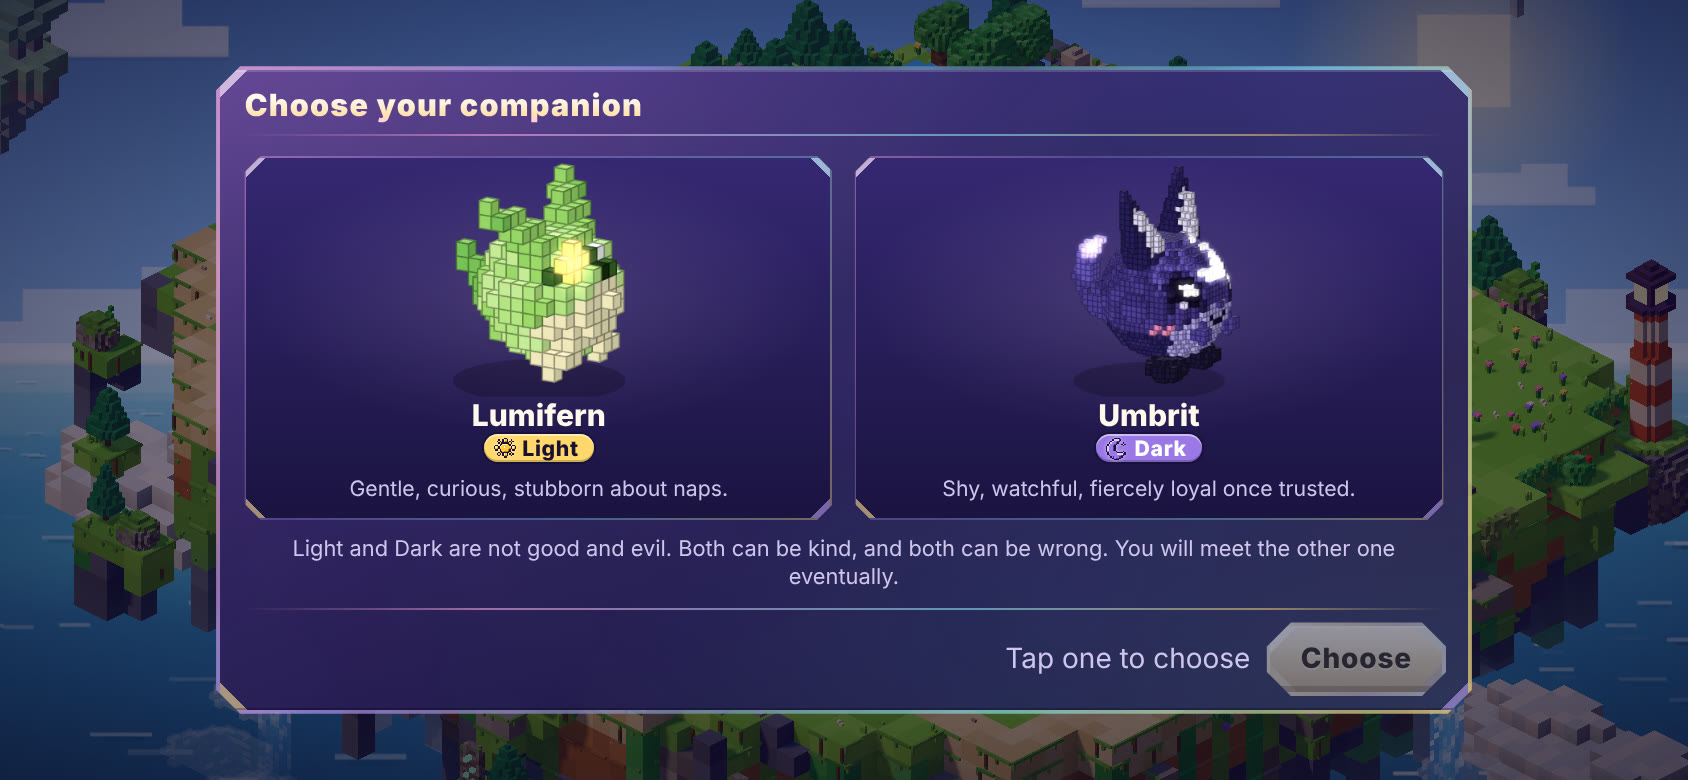 Choose your companion
Lumifern
Light
Gentle, curious, stubborn about naps.
Umbrit
Dark
Shy, watchful, fiercely loyal once trusted.
Light and Dark are not good and evil. Both can be kind, and both can be wrong. You will meet the other one
eventually.
Tap one to choose
Choose